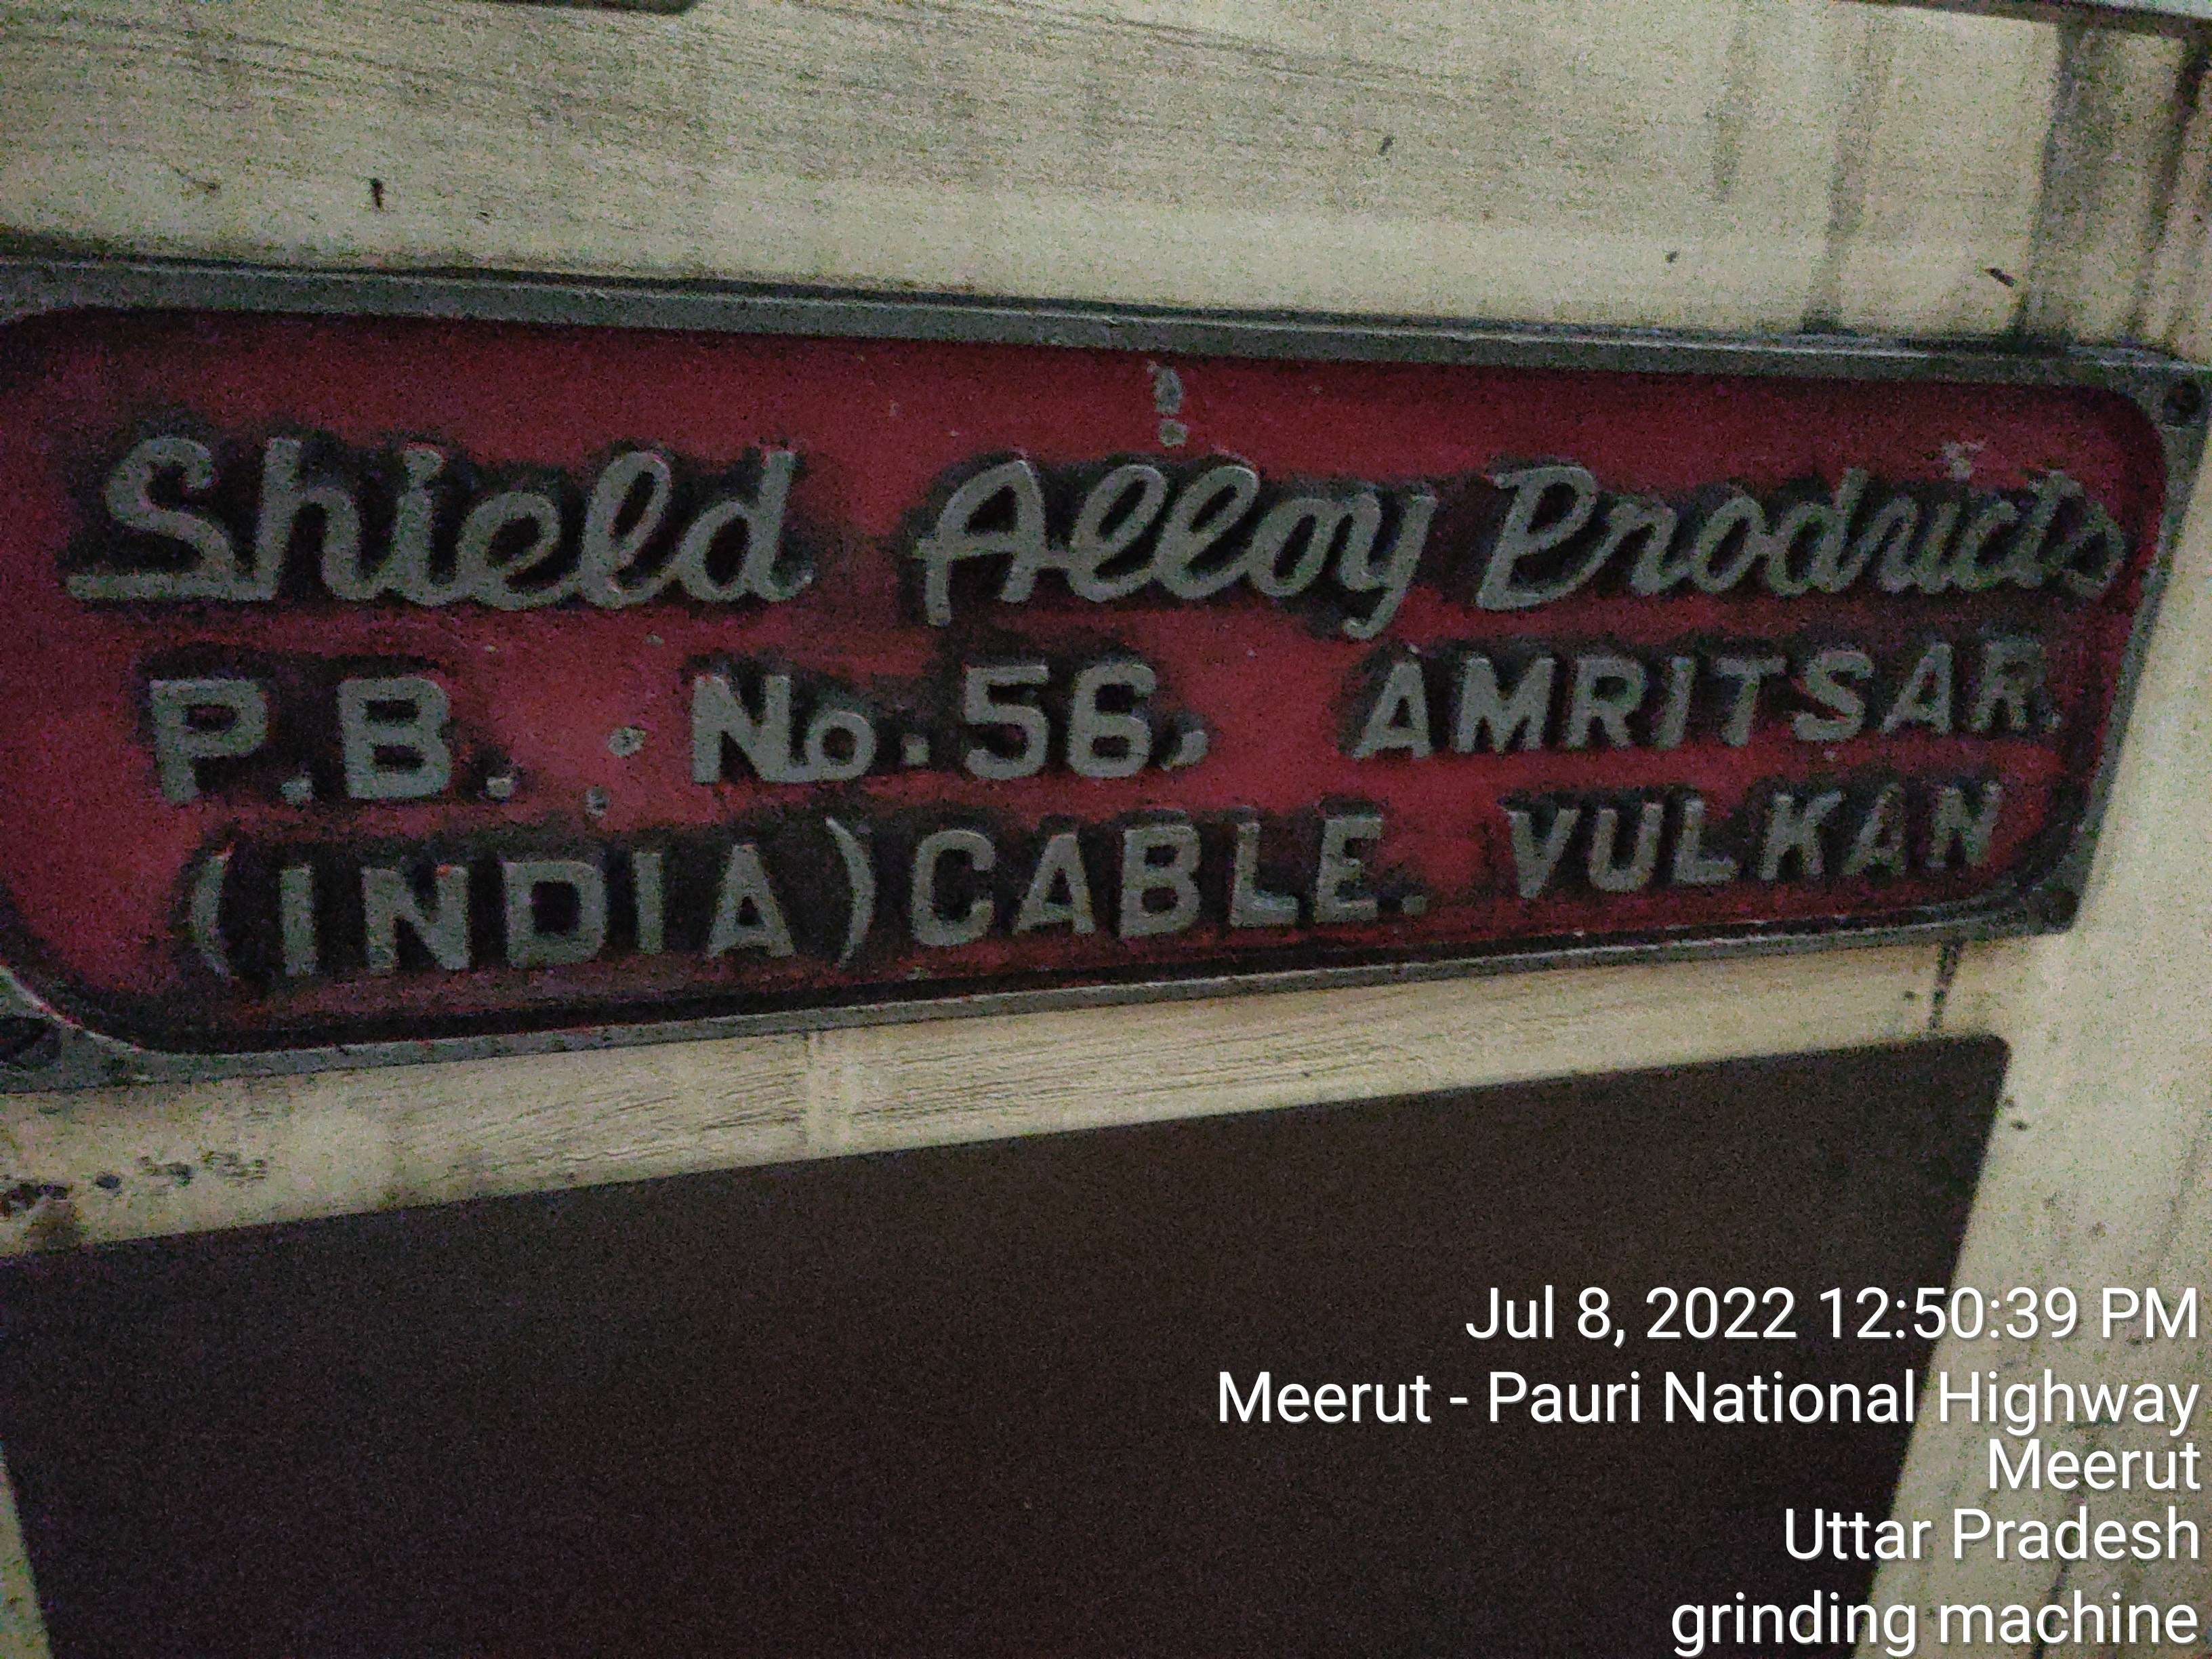 Shield Alloy Products
P.B. No. 56, AMRITSAR.
(INDIA) CABLE. VULKAN
Jul 8, 2022 12:50:39 PM
Meerut - Pauri National Highway
Meerut
Uttar Pradesh
grinding machine